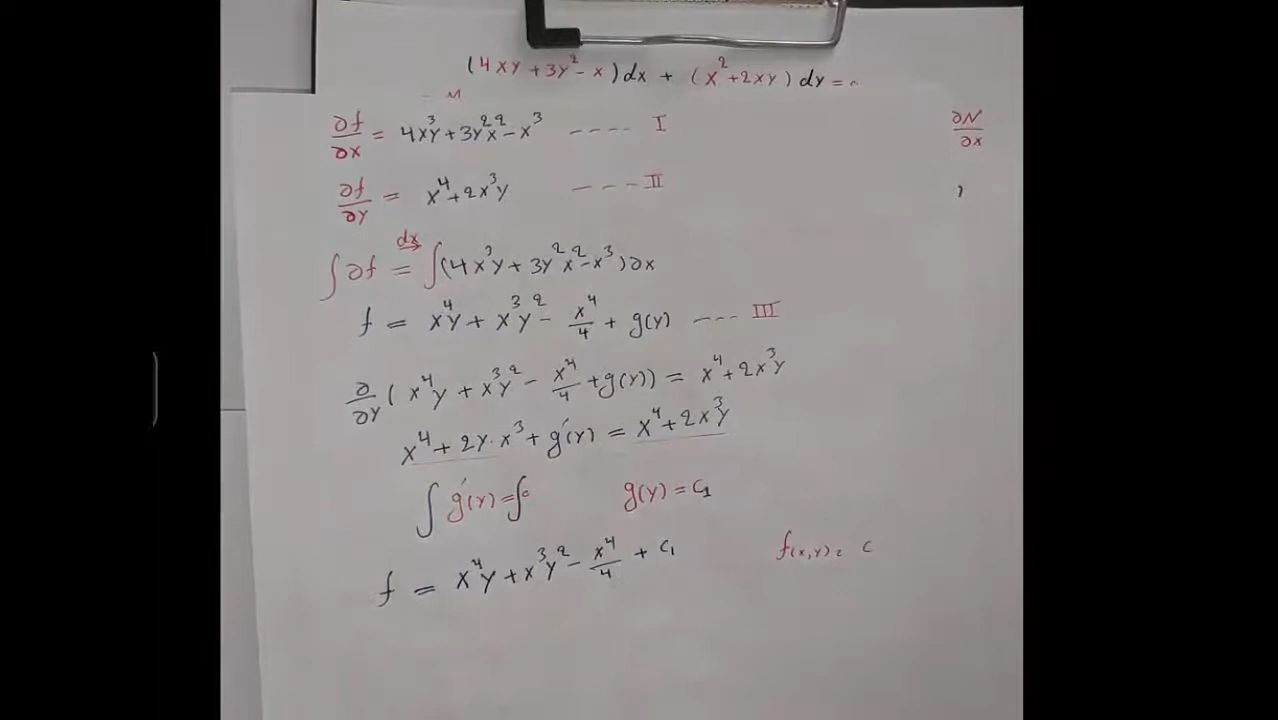 (4xy + 3y² - x) dx + (x² + 2xy) dy = 0
M
∂f/∂x = 4x³y + 3y²x² - x³ ---- I
∂N/∂x
∂f/∂y = x⁴ + 2x³y ---- II
∫∂f = dx→ ∫(4x³y + 3y²x² - x³) ∂x
f = x⁴y + x³y² - x⁴/4 + g(y) --- III
∂/∂y (x⁴y + x³y² - x⁴/4 + g(y)) = x⁴ + 2x³y
x⁴ + 2y·x³ + g′(y) = x⁴ + 2x³y
∫g′(y) = ∫0 g(y) = c₁
f = x⁴y + x³y² - x⁴/4 + c₁ f(x,y) = c